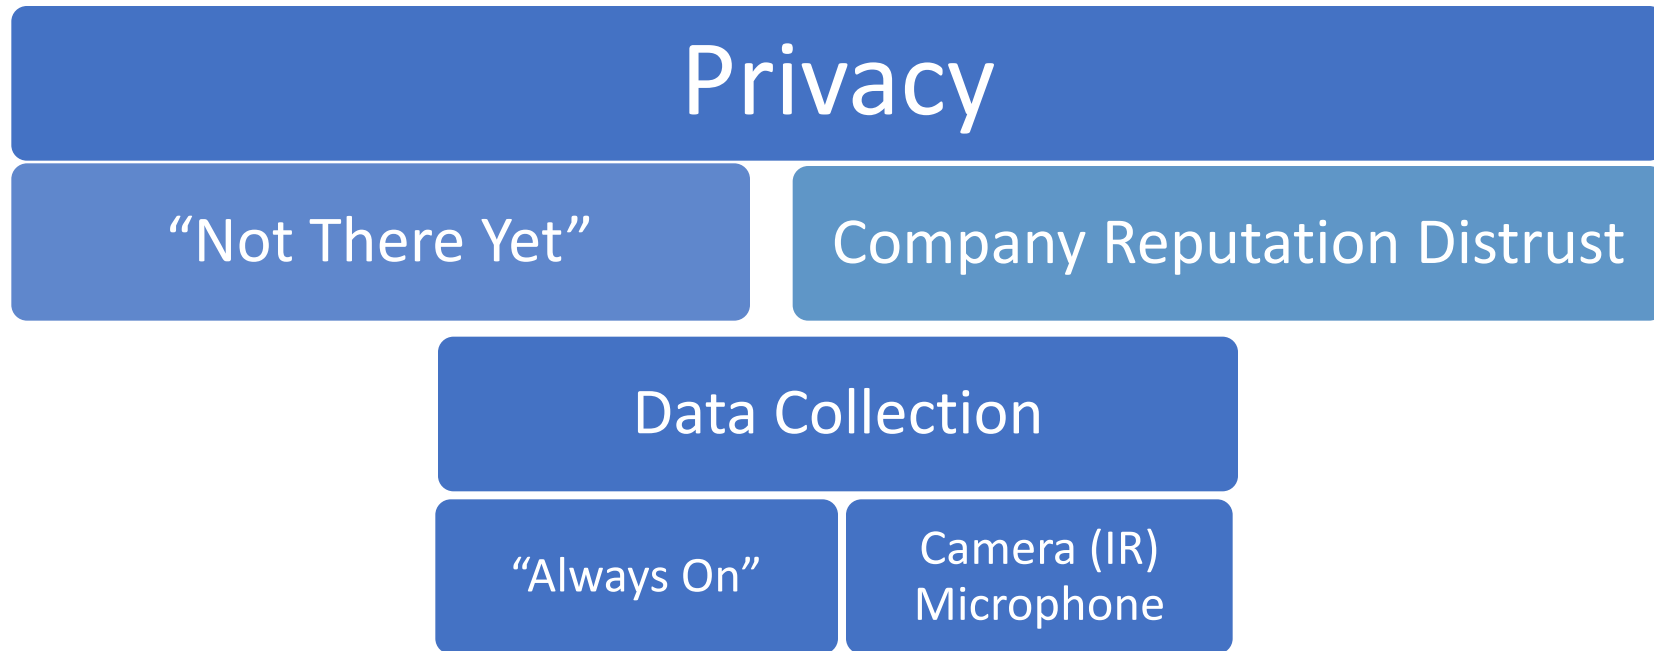 Privacy
“Not There Yet”
Company Reputation Distrust
Data Collection
“Always On”
Camera (IR)
Microphone